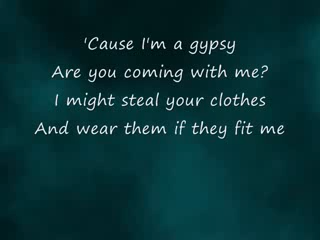 'Cause I'm a gypsy
Are you coming with me?
I might steal your clothes
And wear them if they fit me